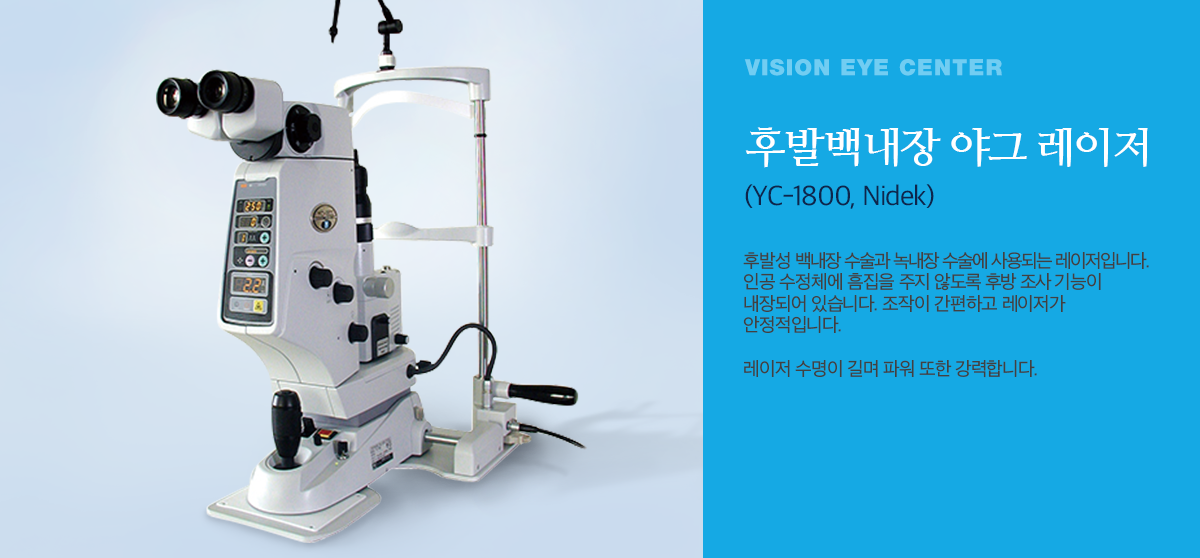 VISION EYE CENTER
후발백내장 야그 레이저
(YC-1800, Nidek)
후발성 백내장 수술과 녹내장 수술에 사용되는 레이저입니다.
인공 수정체에 흠집을 주지 않도록 후방 조사 기능이
내장되어 있습니다. 조작이 간편하고 레이저가
안정적입니다.
레이저 수명이 길며 파워 또한 강력합니다.
250
0
2.2